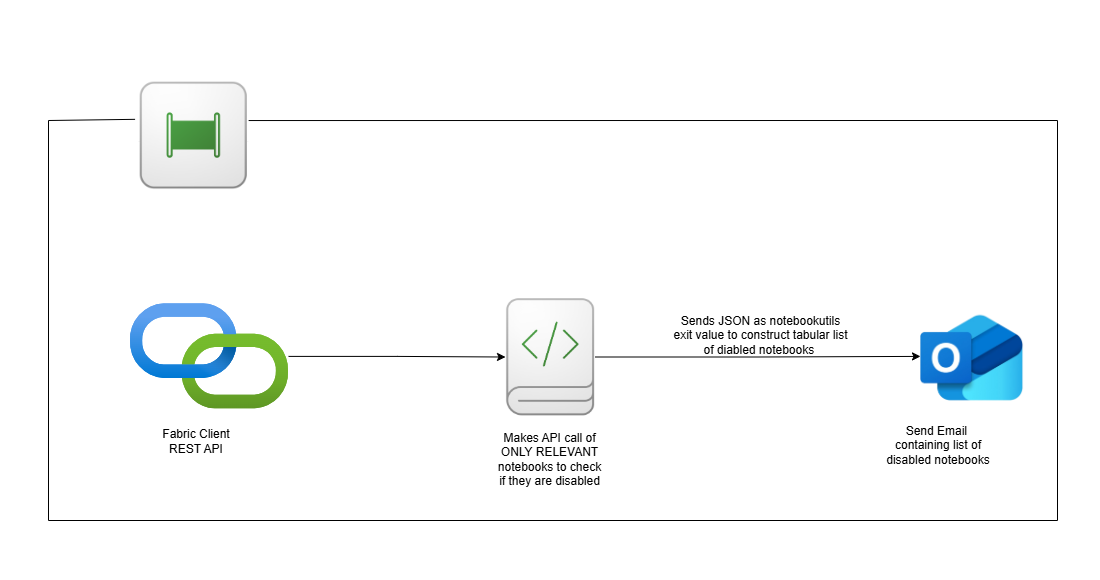 Sends JSON as notebookutils
exit value to construct tabular list
of diabled notebooks
O
Fabric Client
REST API
Makes API call of
ONLY RELEVANT
notebooks to check
if they are disabled
Send Email
containing list of
disabled notebooks